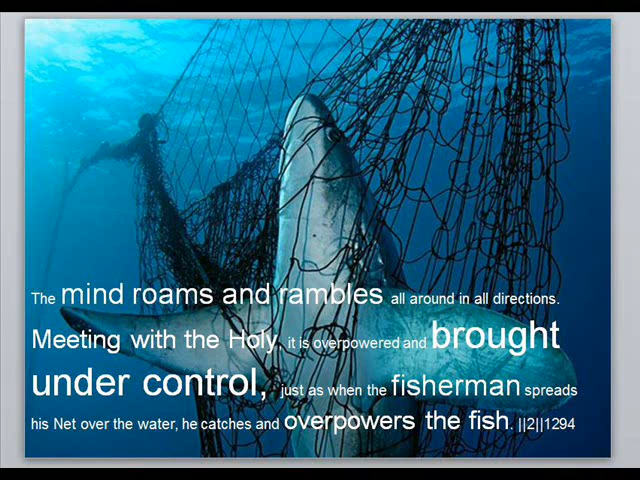 The mind roams and rambles all around in all directions.
Meeting with the Holy, it is overpowered and brought
under control, just as when the fisherman spreads
his Net over the water, he catches and overpowers the fish. ||2||1294